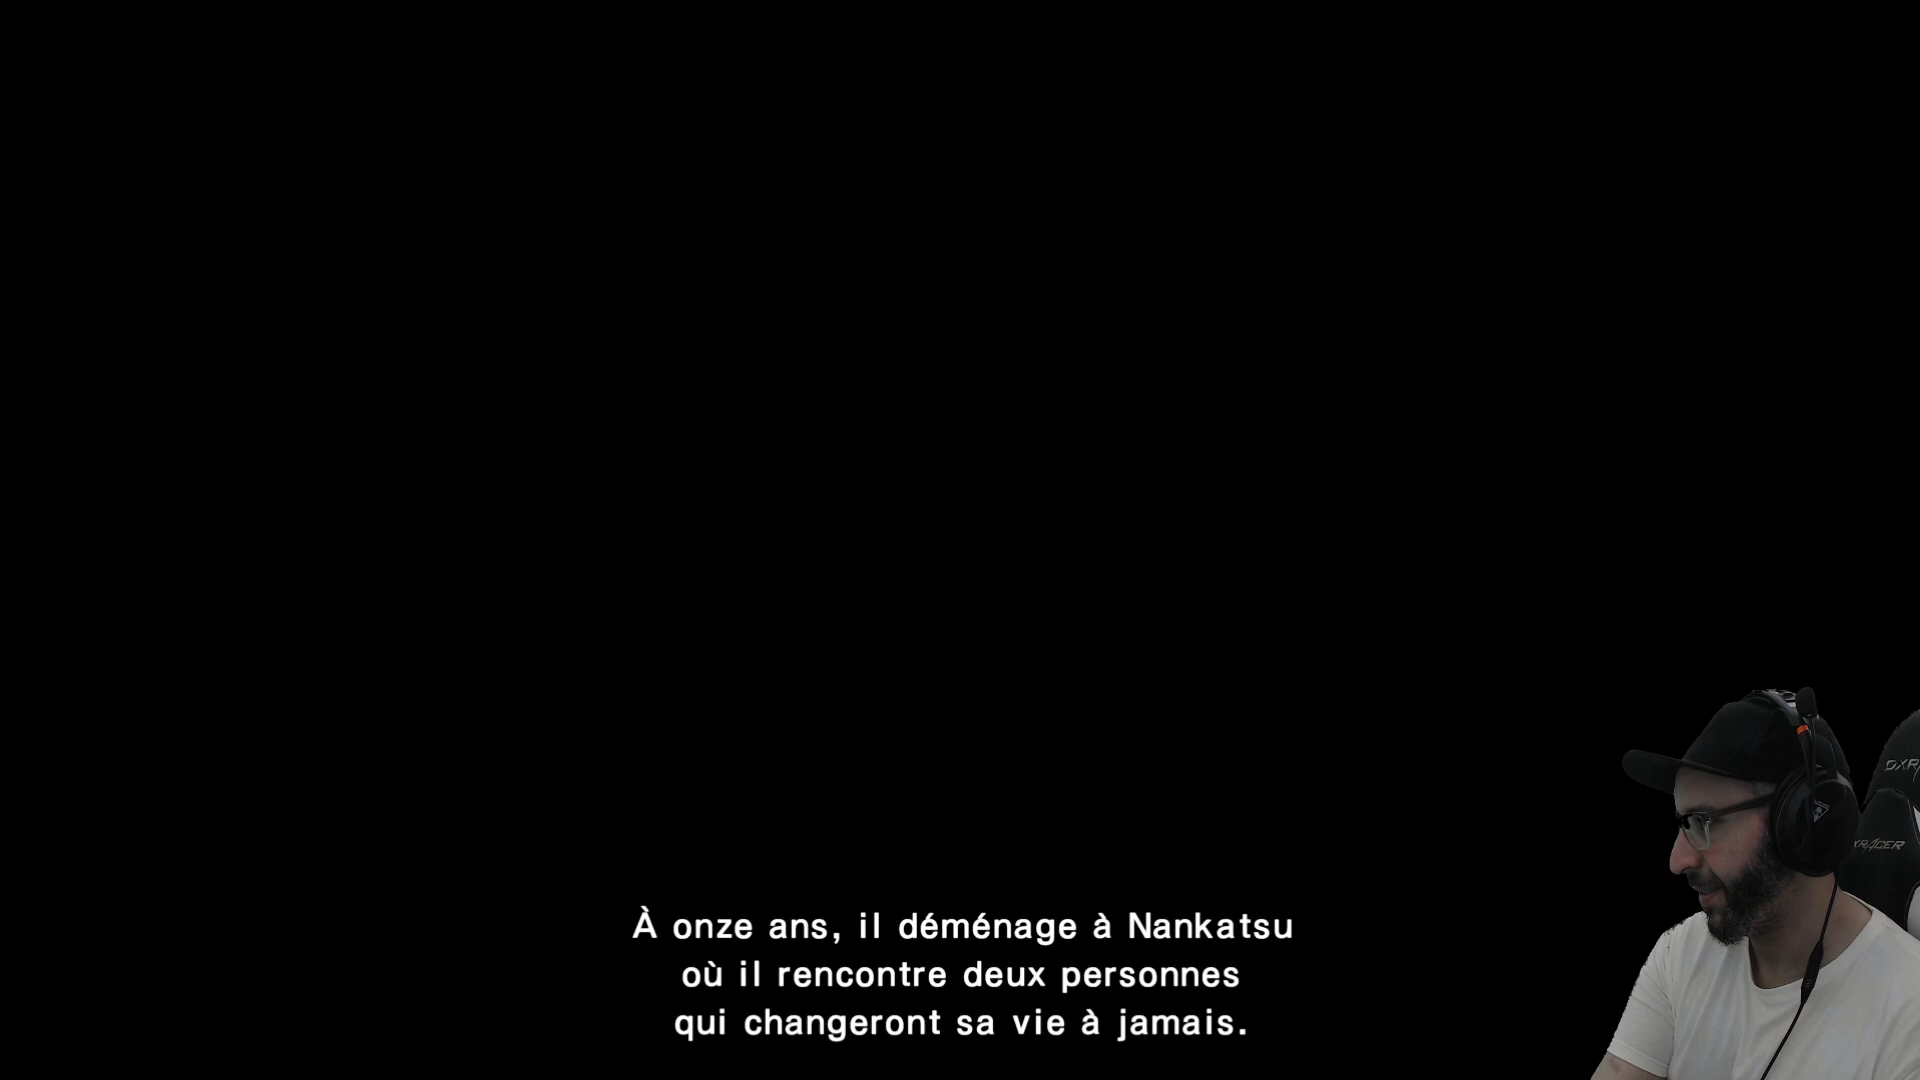 À onze ans, il déménage à Nankatsu
où il rencontre deux personnes
qui changeront sa vie à jamais.